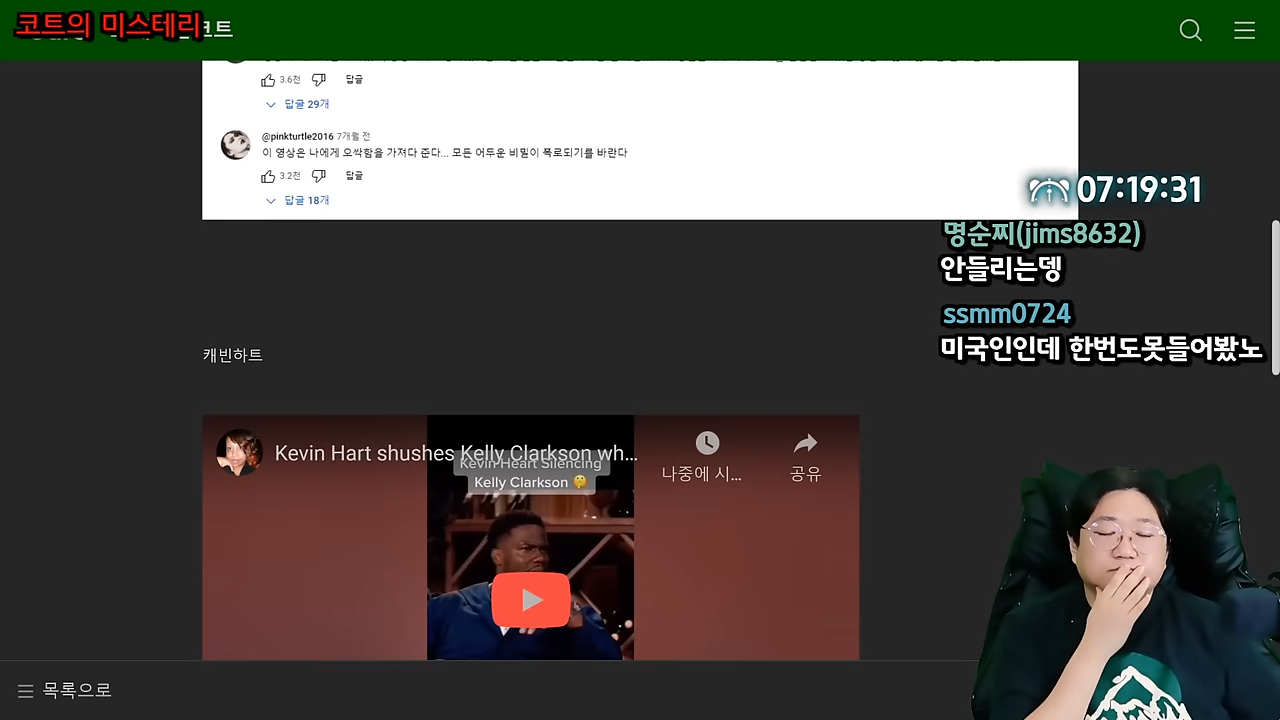 코트의 미스테리
코트
3.6천
답글
답글 29개
@pinkturtle2016 7개월 전
이 영상은 나에게 오싹함을 가져다 준다... 모든 어두운 비밀이 폭로되기를 바란다
3.2천
답글
답글 18개
07:19:31
명순찌(jims8632)
안들리는뎅
ssmm0724
미국인인데 한번도못들어봤노
캐빈하트
Kevin Hart shushes Kelly Clarkson wh...
나중에 시...
공유
Kevin Heart Silencing
Kelly Clarkson 🤔
목록으로